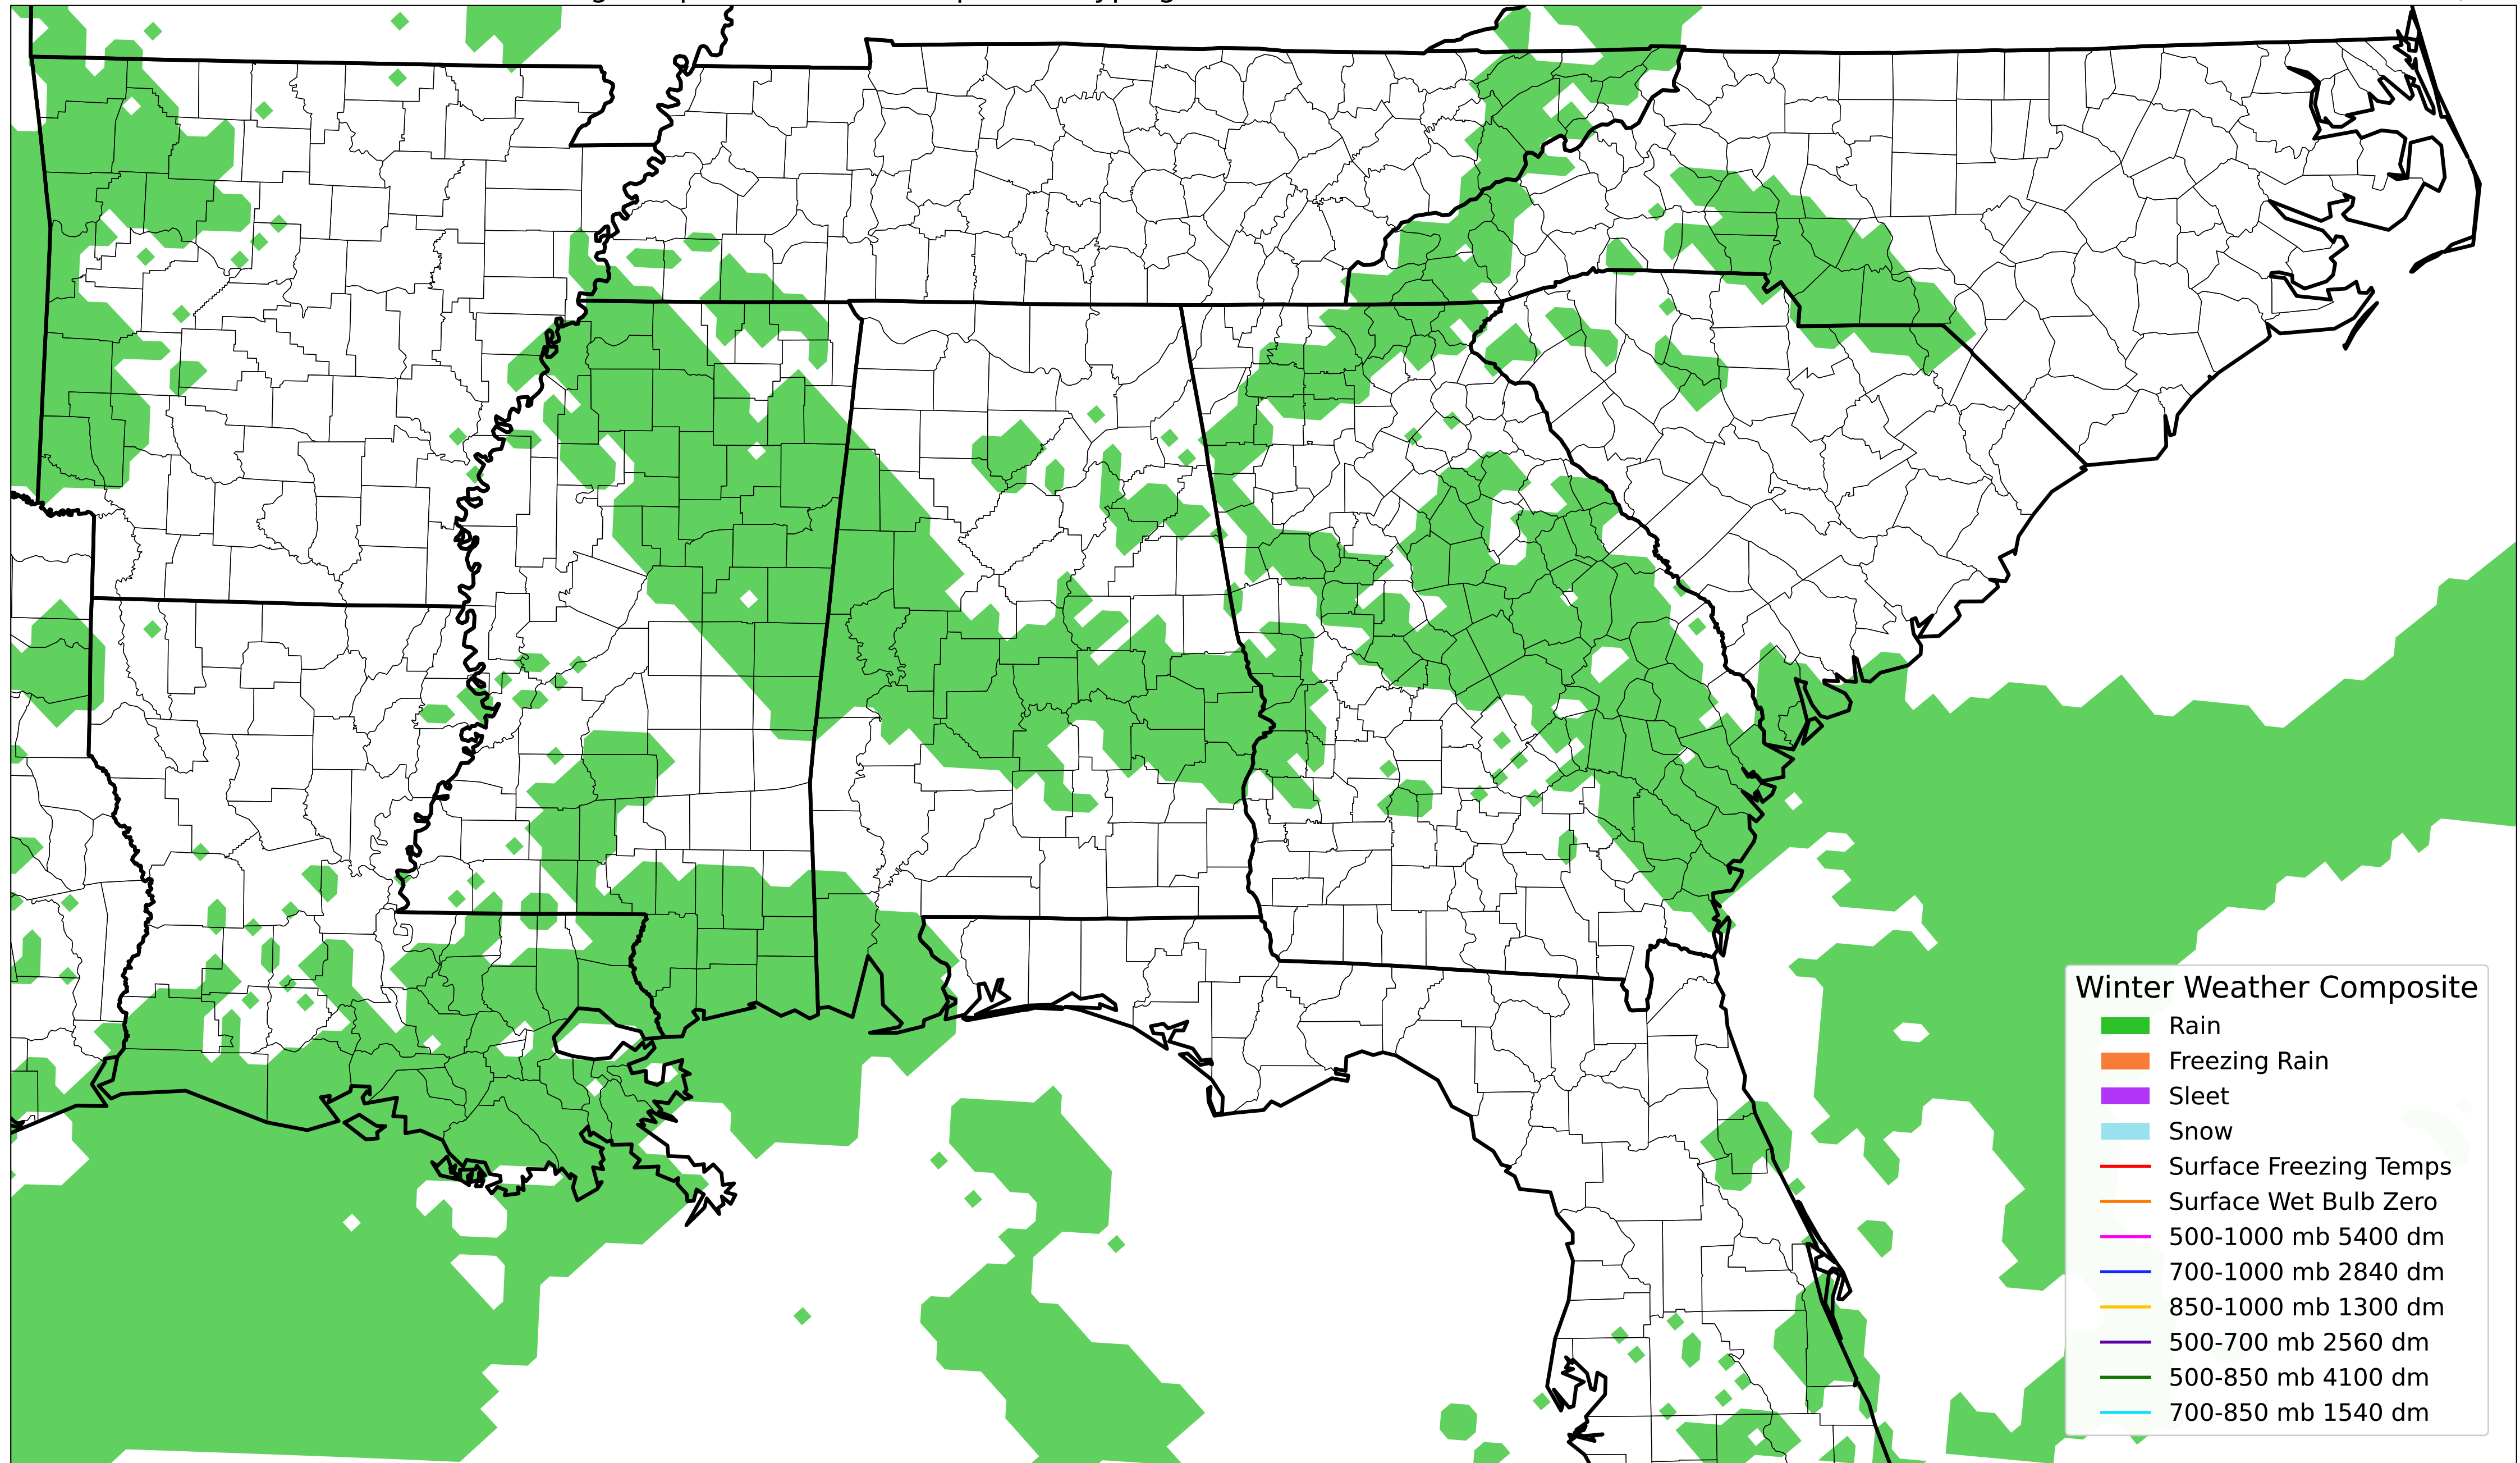 Winter Weather Composite
Rain
Freezing Rain
Sleet
Snow
Surface Freezing Temps
Surface Wet Bulb Zero
500-1000 mb 5400 dm
700-1000 mb 2840 dm
850-1000 mb 1300 dm
500-700 mb 2560 dm
500-850 mb 4100 dm
700-850 mb 1540 dm